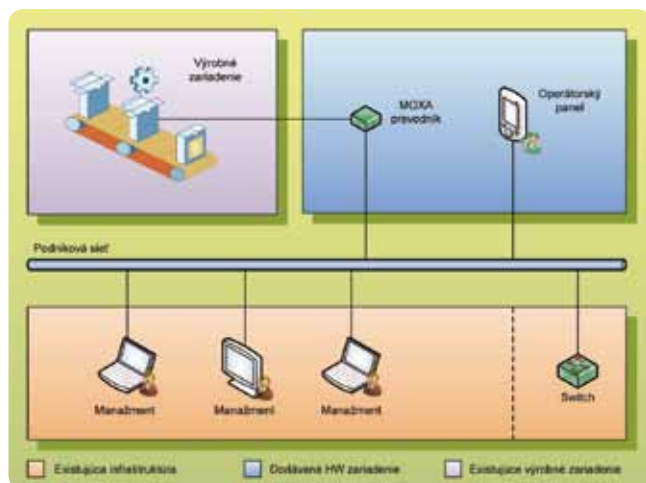 Výrobné
zariadenie
MOXA
prevodník
Operátorský
panel
Podniková sieť
Manažment
Manažment
Manažment
Switch
Existujúca infraštruktúra
Dodávané HW zariadenie
Existujúce výrobné zariadenie